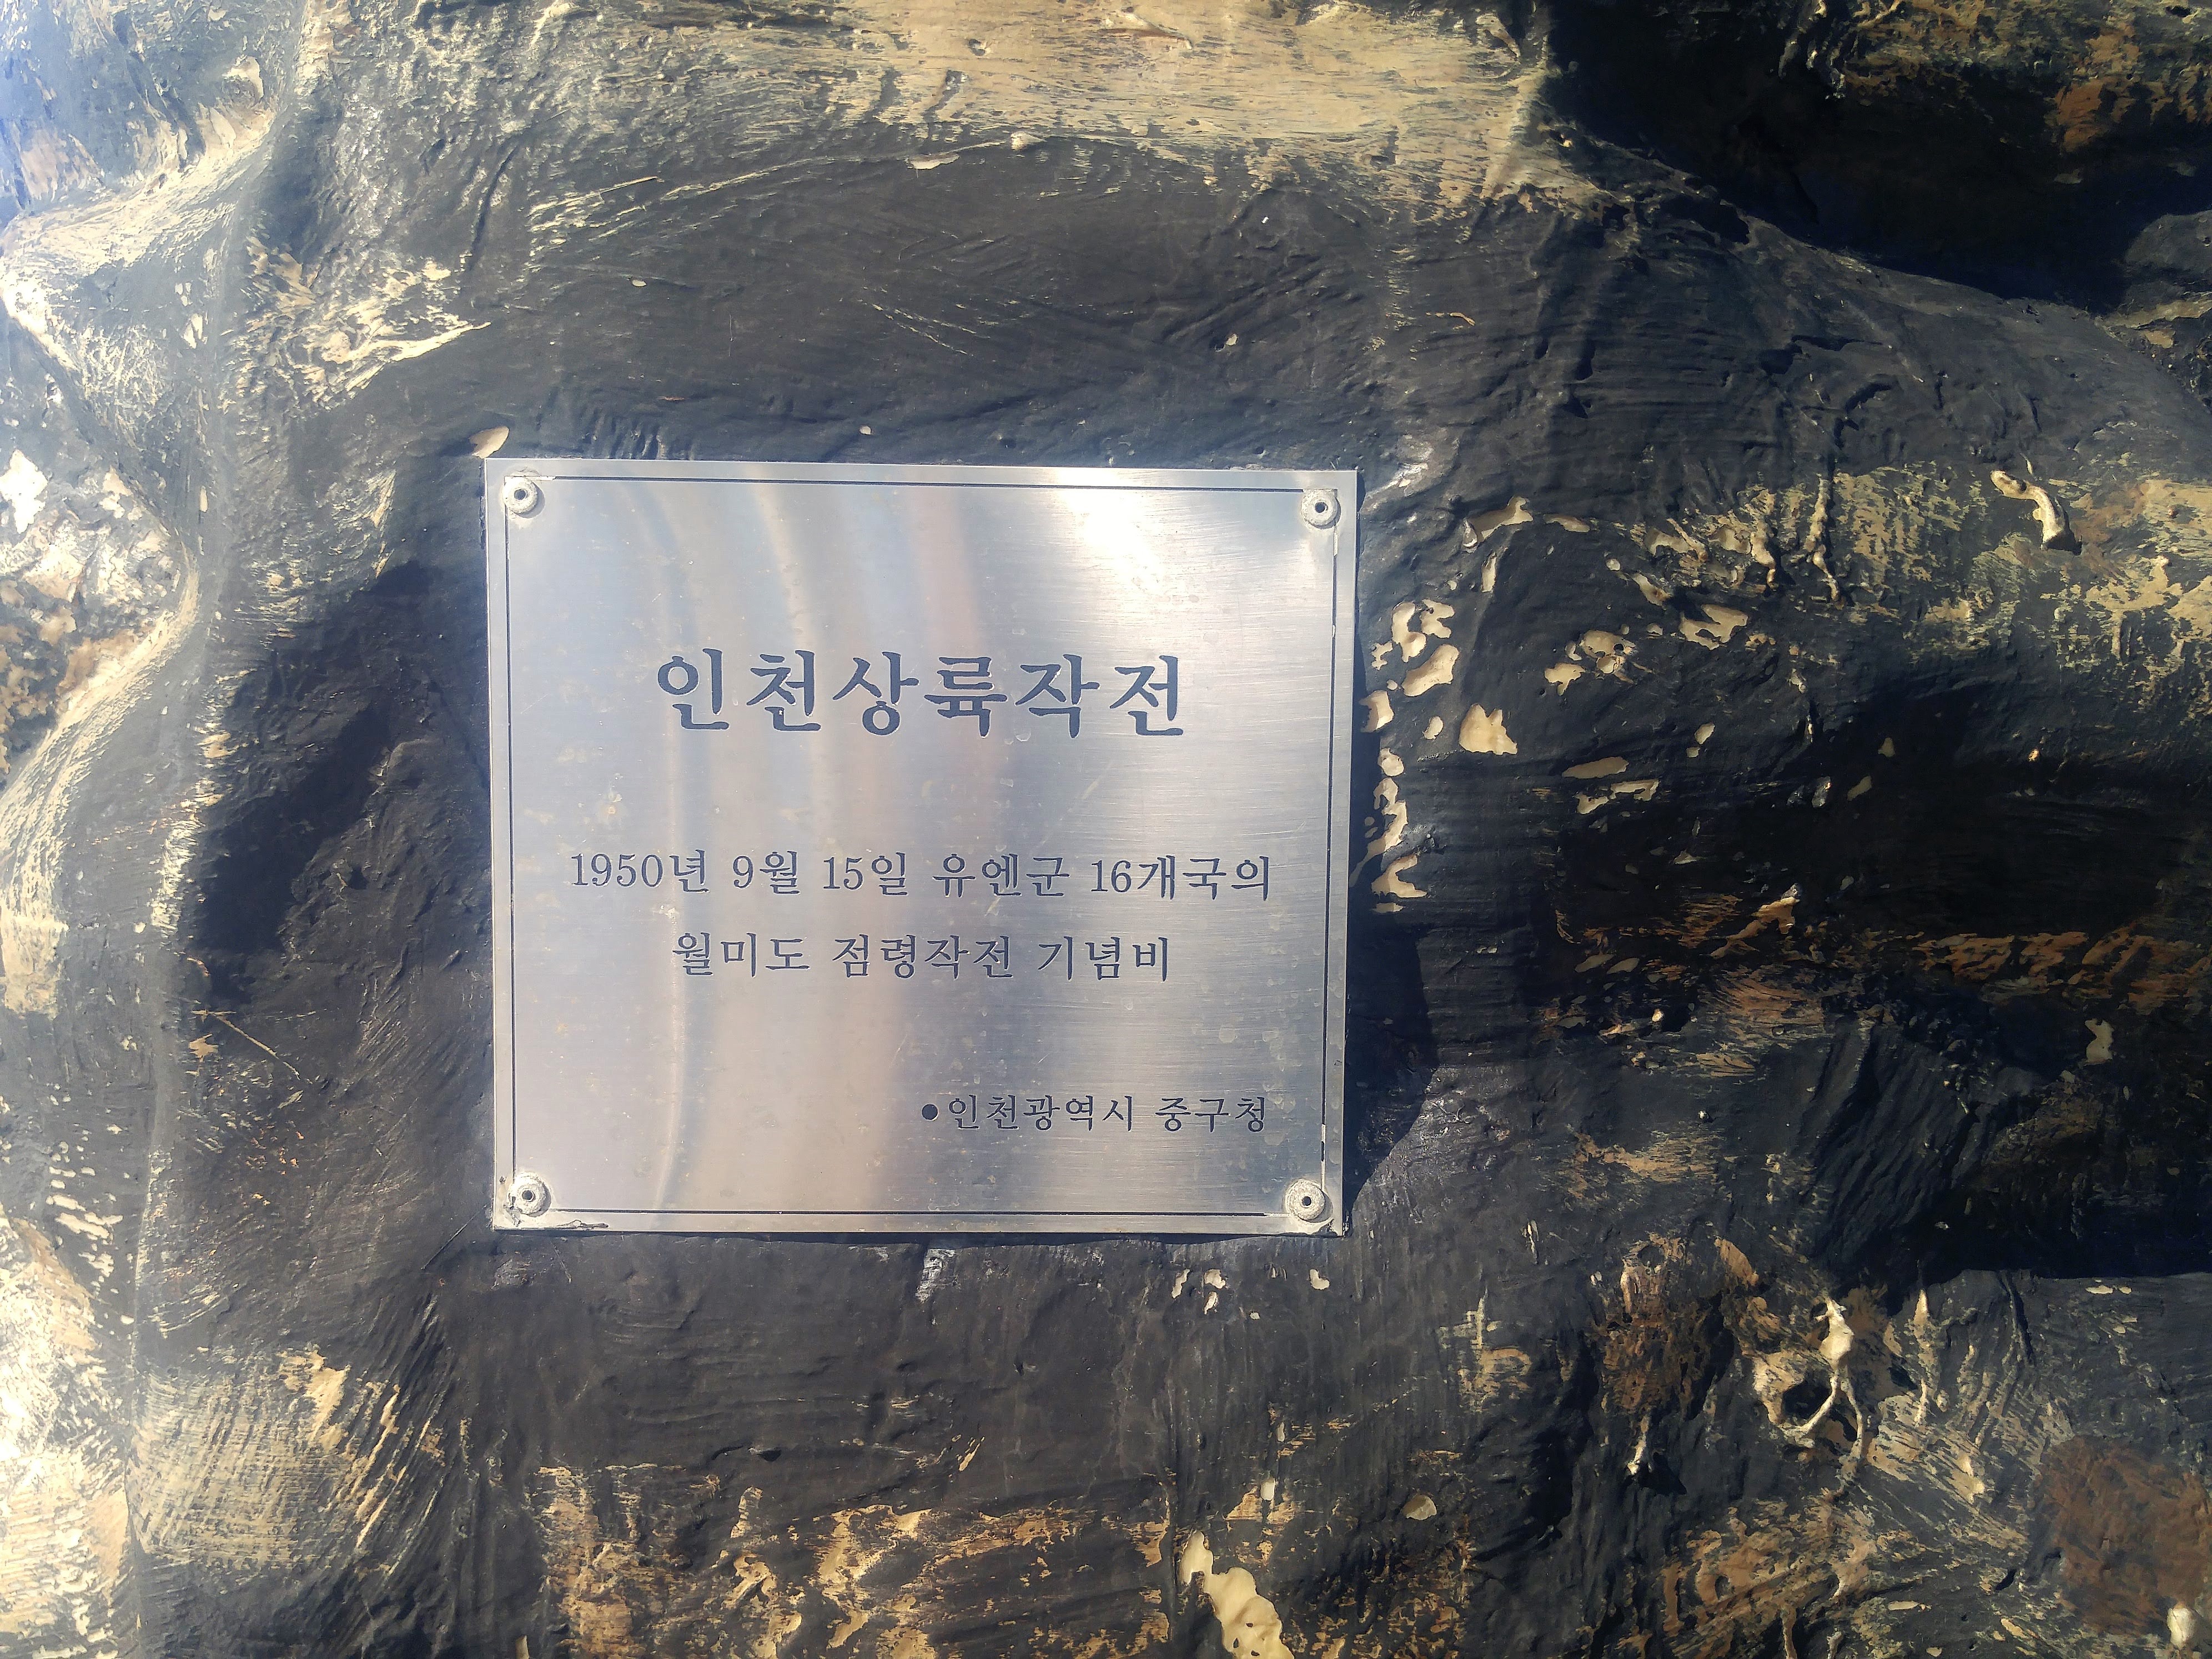 인천상륙작전
1950년 9월 15일 유엔군 16개국의
월미도 점령작전 기념비
•인천광역시 중구청